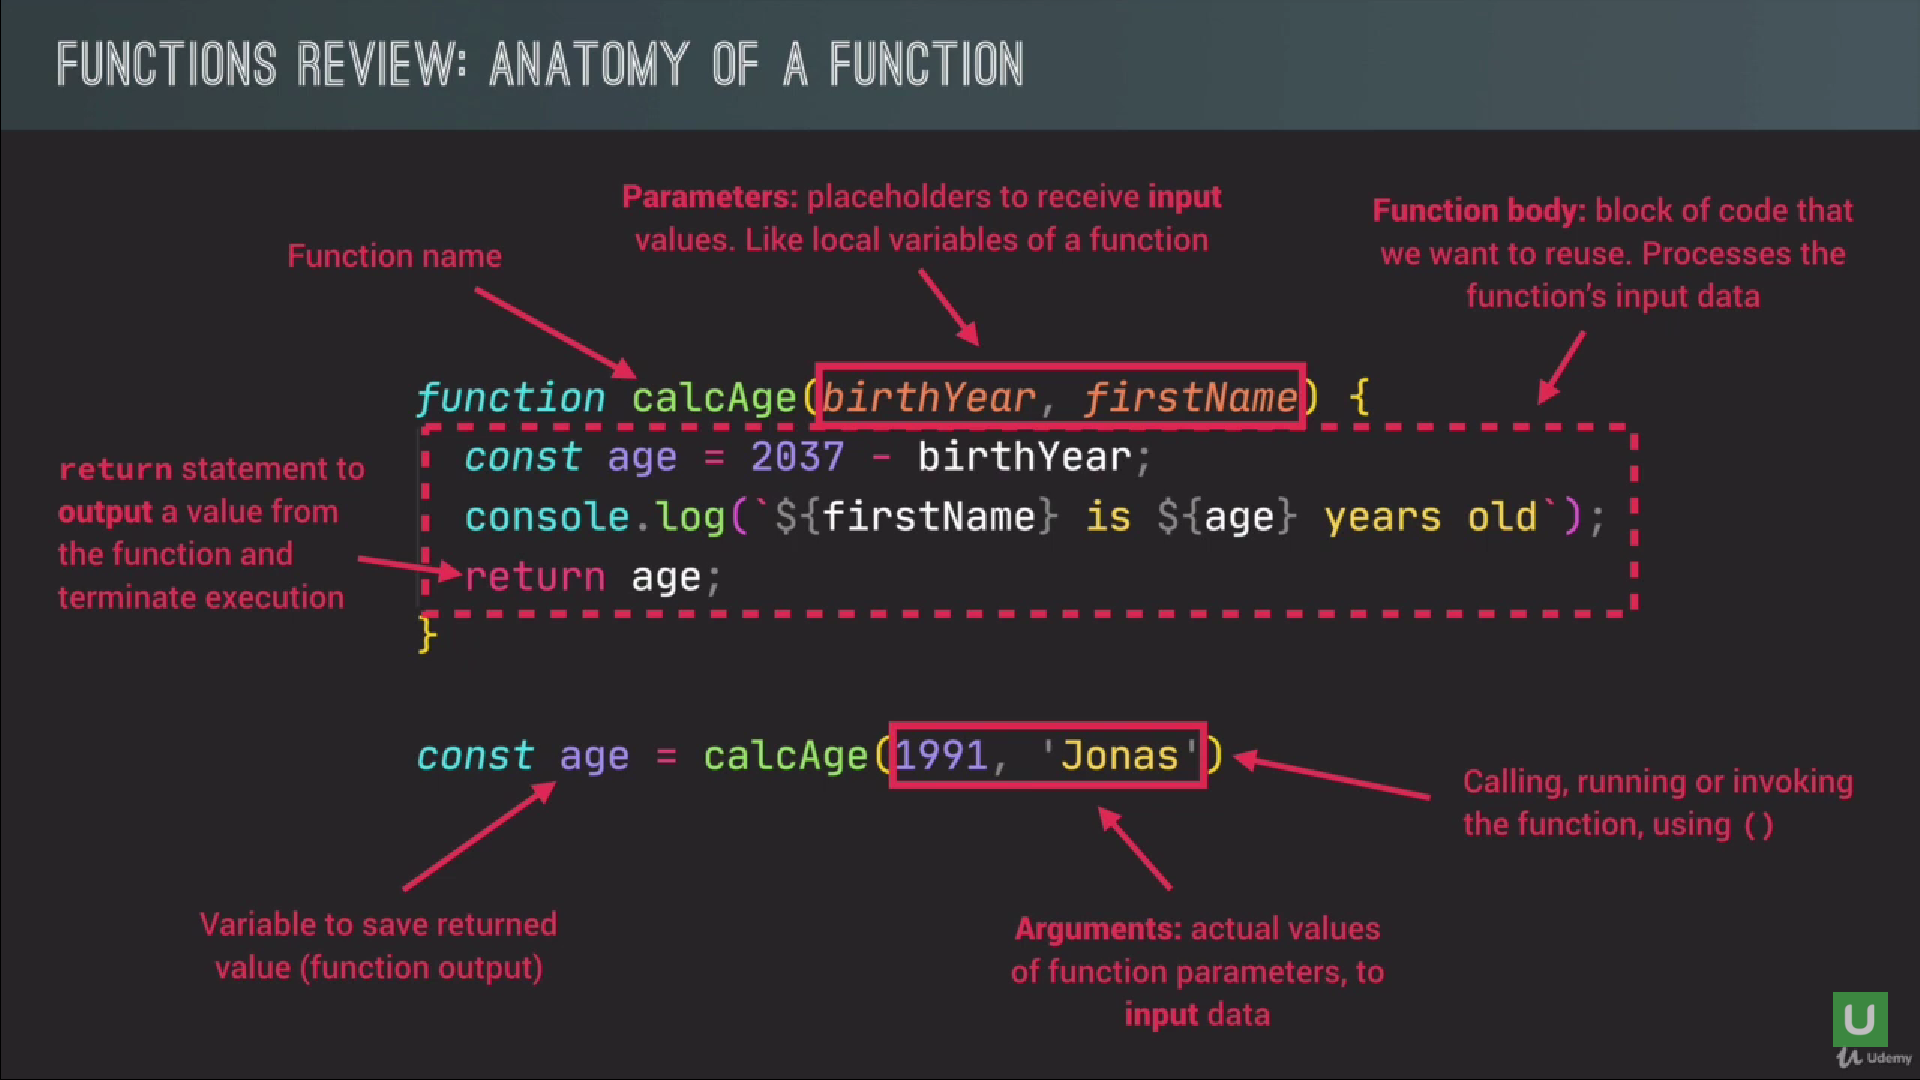 FUNCTIONS REVIEW: ANATOMY OF A FUNCTION
Parameters: placeholders to receive input
values. Like local variables of a function
Function body: block of code that
we want to reuse. Processes the
function’s input data
Function name
function calcAge(birthYear, firstName) {
const age = 2037 - birthYear;
console.log(`${firstName} is ${age} years old`);
return age;
}
return statement to
output a value from
the function and
terminate execution
const age = calcAge(1991, 'Jonas')
Calling, running or invoking
the function, using ()
Variable to save returned
value (function output)
Arguments: actual values
of function parameters, to
input data
U
Udemy